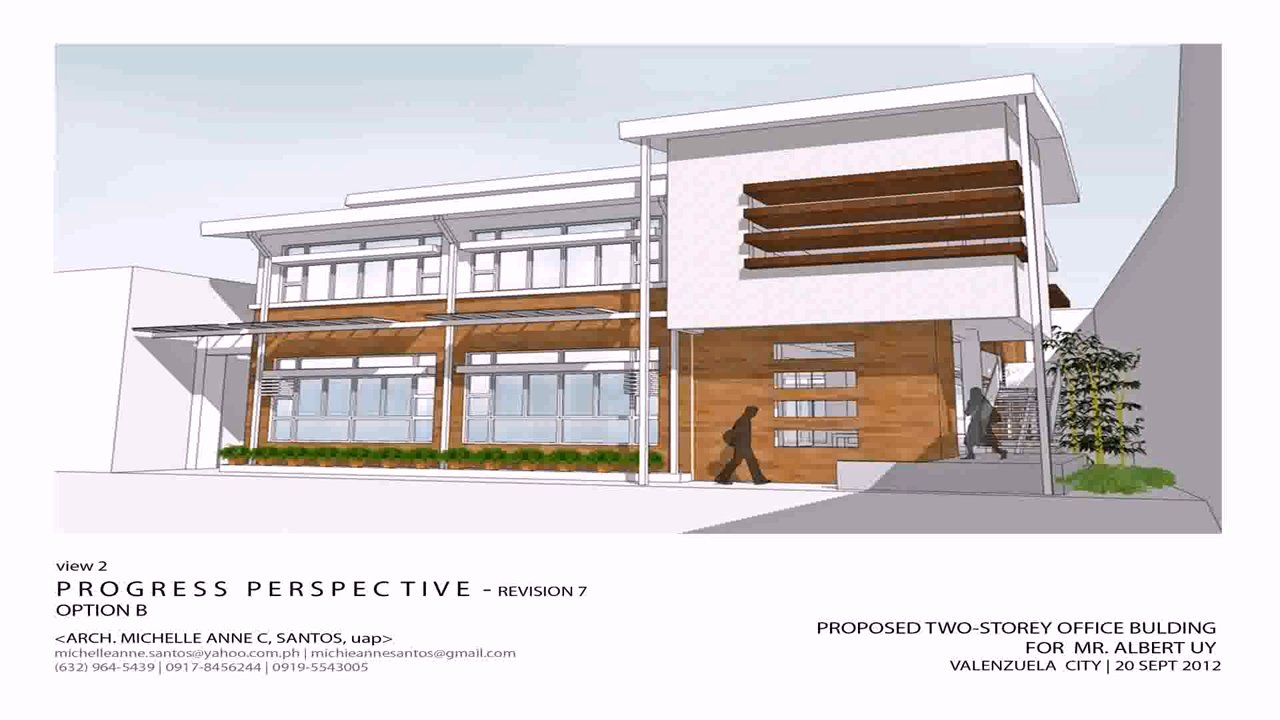 view 2
PROGRESS PERSPECTIVE - REVISION 7
OPTION B
<ARCH. MICHELLE ANNE C, SANTOS, uap>
michelleanne.santos@yahoo.com.ph | michieannesantos@gmail.com
(632) 964-5439 | 0917-8456244 | 0919-5543005
PROPOSED TWO-STOREY OFFICE BULDING
FOR MR. ALBERT UY
VALENZUELA CITY | 20 SEPT 2012